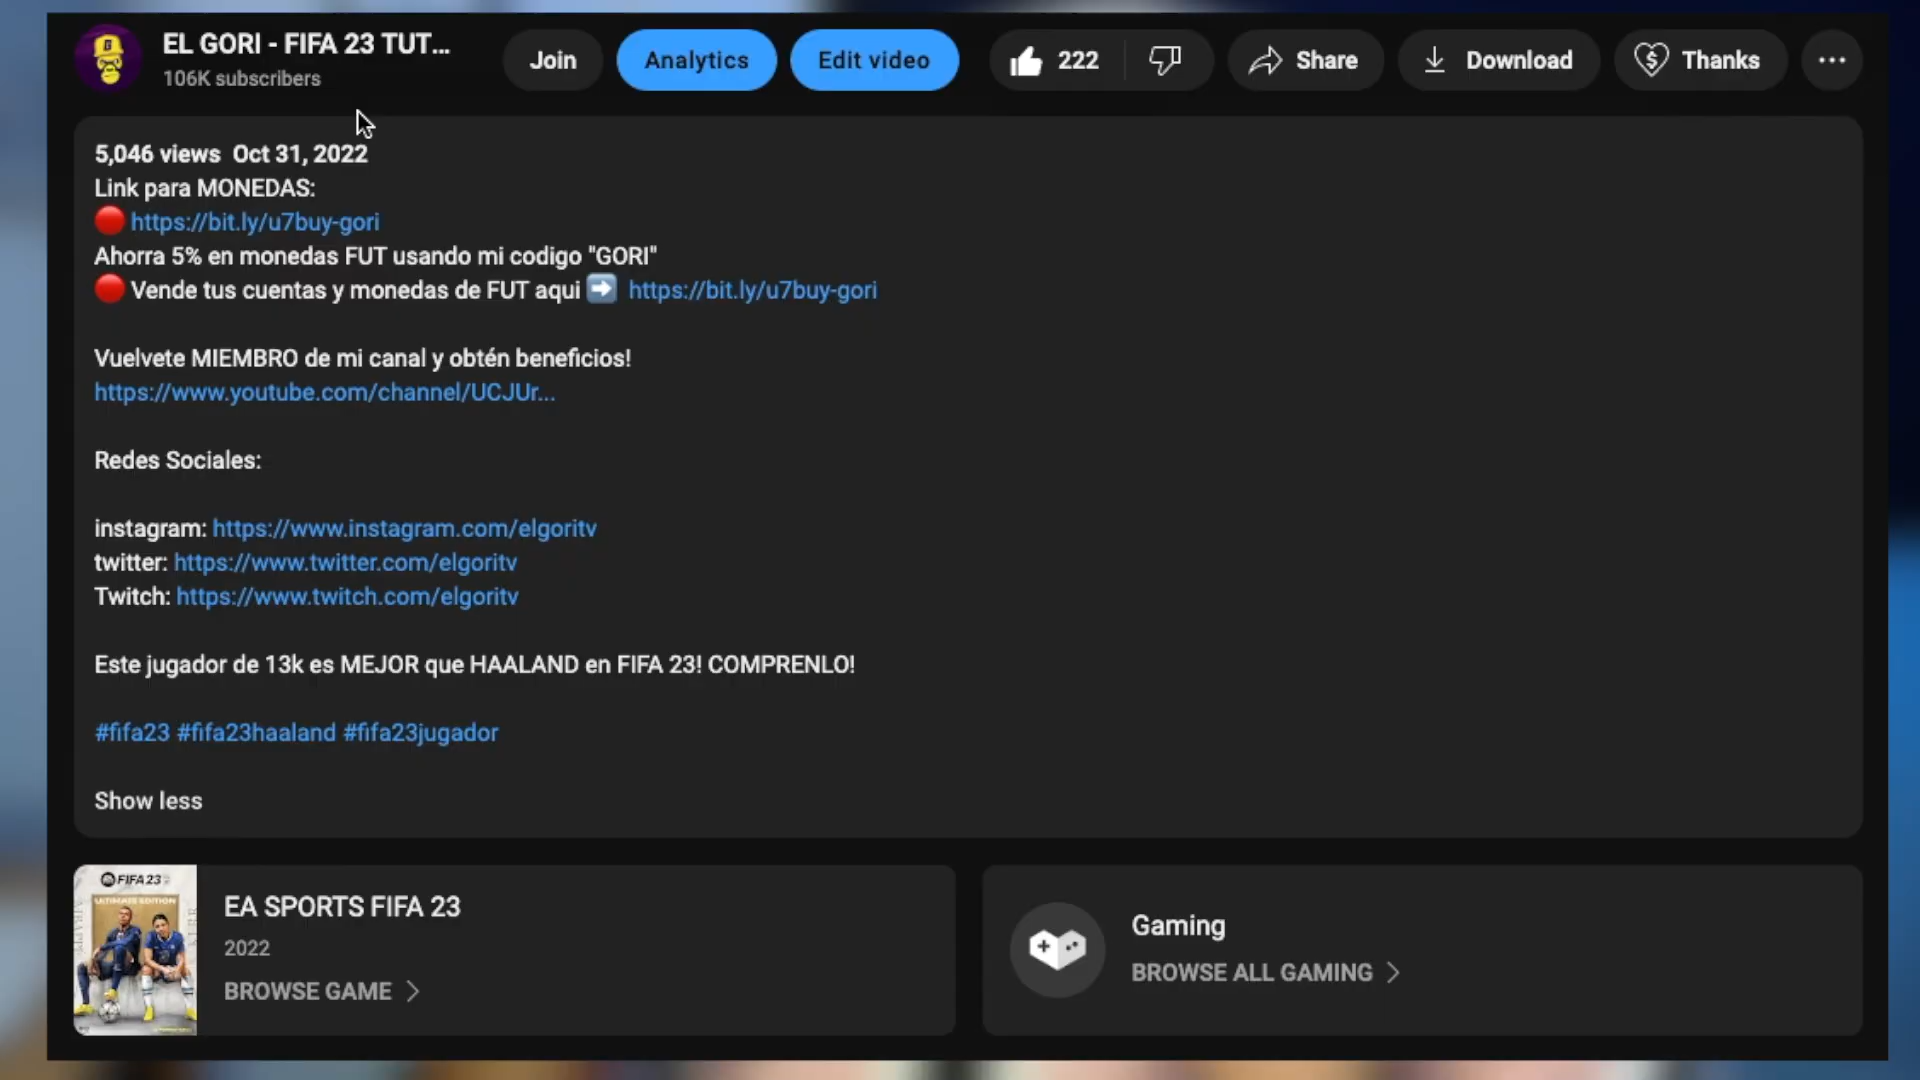 EL GORI - FIFA 23 TUT...
106K subscribers
Join
Analytics
Edit video
222
Share
Download
Thanks
5,046 views Oct 31, 2022
Link para MONEDAS:
🔴 https://bit.ly/u7buy-gori
Ahorra 5% en monedas FUT usando mi codigo "GORI"
🔴 Vende tus cuentas y monedas de FUT aqui ➡️ https://bit.ly/u7buy-gori
Vuelvete MIEMBRO de mi canal y obtén beneficios!
https://www.youtube.com/channel/UCJUr...
Redes Sociales:
instagram: https://www.instagram.com/elgoritv
twitter: https://www.twitter.com/elgoritv
Twitch: https://www.twitch.com/elgoritv
Este jugador de 13k es MEJOR que HAALAND en FIFA 23! COMPRENLO!
#fifa23 #fifa23haaland #fifa23jugador
Show less
FIFA 23
ULTIMATE EDITION
EA SPORTS FIFA 23
2022
BROWSE GAME
Gaming
BROWSE ALL GAMING